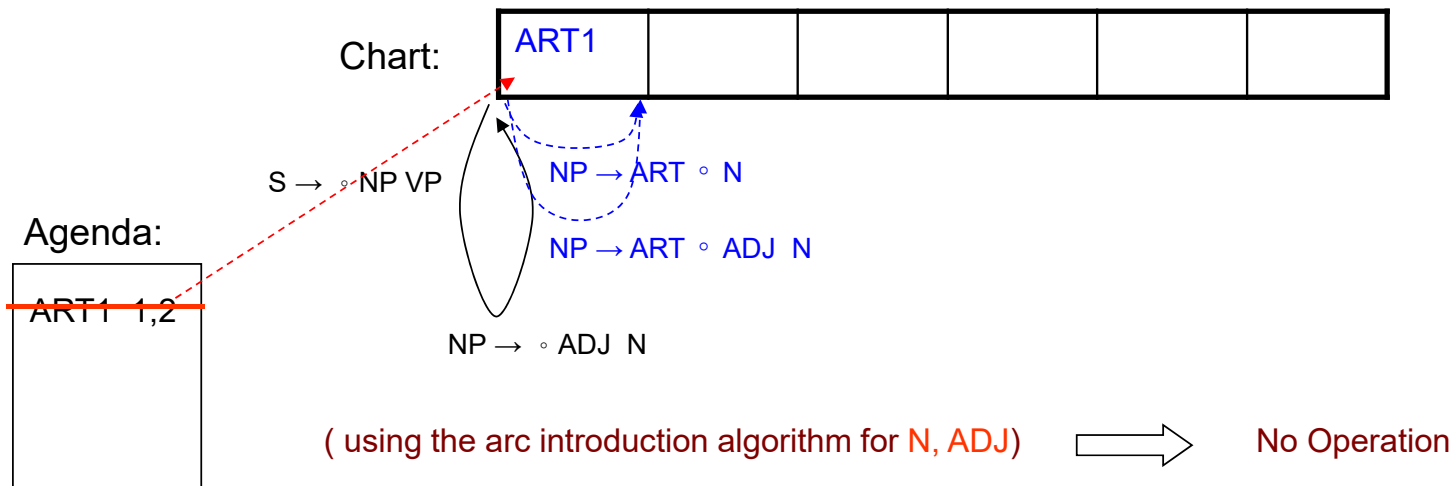 Chart:
ART1
S → ∘ NP VP
NP → ART ∘ N
Agenda:
NP → ART ∘ ADJ N
ART1 1,2
NP → ∘ ADJ N
( using the arc introduction algorithm for N, ADJ)
No Operation